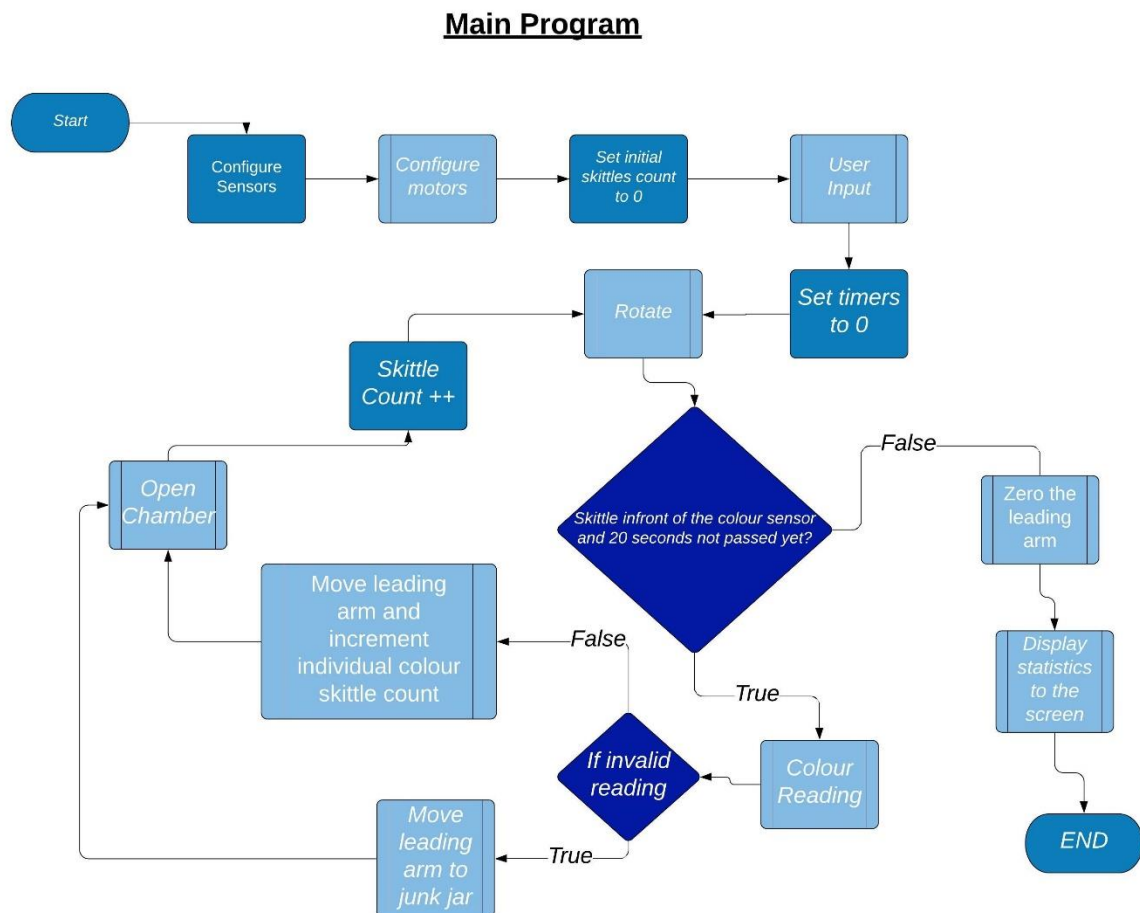 Main Program
Start
Configure
Sensors
Configure
motors
Set initial
skittles count
to 0
User
Input
Set timers
to 0
Rotate
Skittle
Count ++
Skittle infront of the colour sensor
and 20 seconds not passed yet?
False
Zero the
leading
arm
Display
statistics
to the
screen
END
True
Colour
Reading
If invalid
reading
False
Move leading
arm and
increment
individual colour
skittle count
Open
Chamber
True
Move
leading
arm to
junk jar